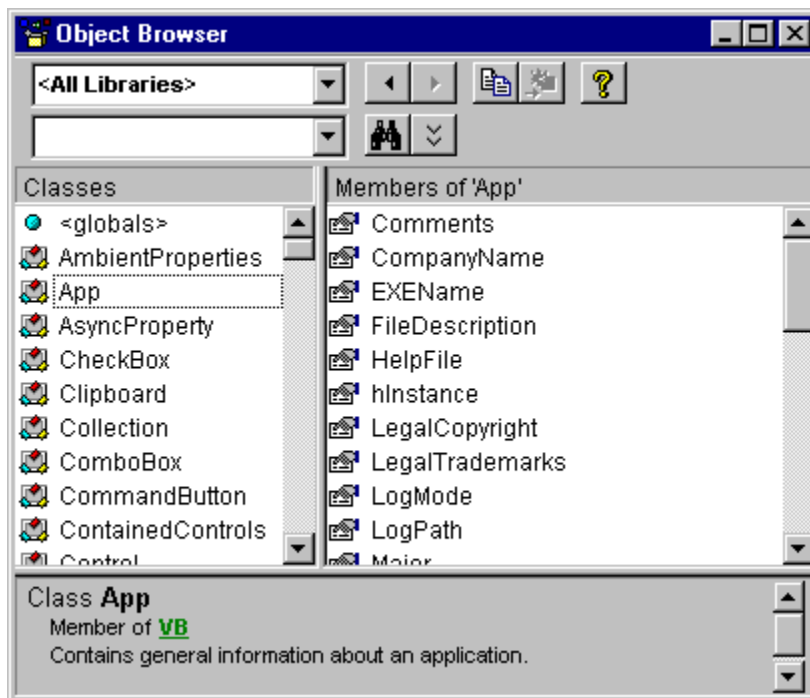 Object Browser
<All Libraries>
Classes
Members of 'App'
<globals>
AmbientProperties
App
AsyncProperty
CheckBox
Clipboard
Collection
ComboBox
CommandButton
ContainedControls
Control
Comments
CompanyName
EXEName
FileDescription
HelpFile
hInstance
LegalCopyright
LegalTrademarks
LogMode
LogPath
Major
Class App
Member of VB
Contains general information about an application.